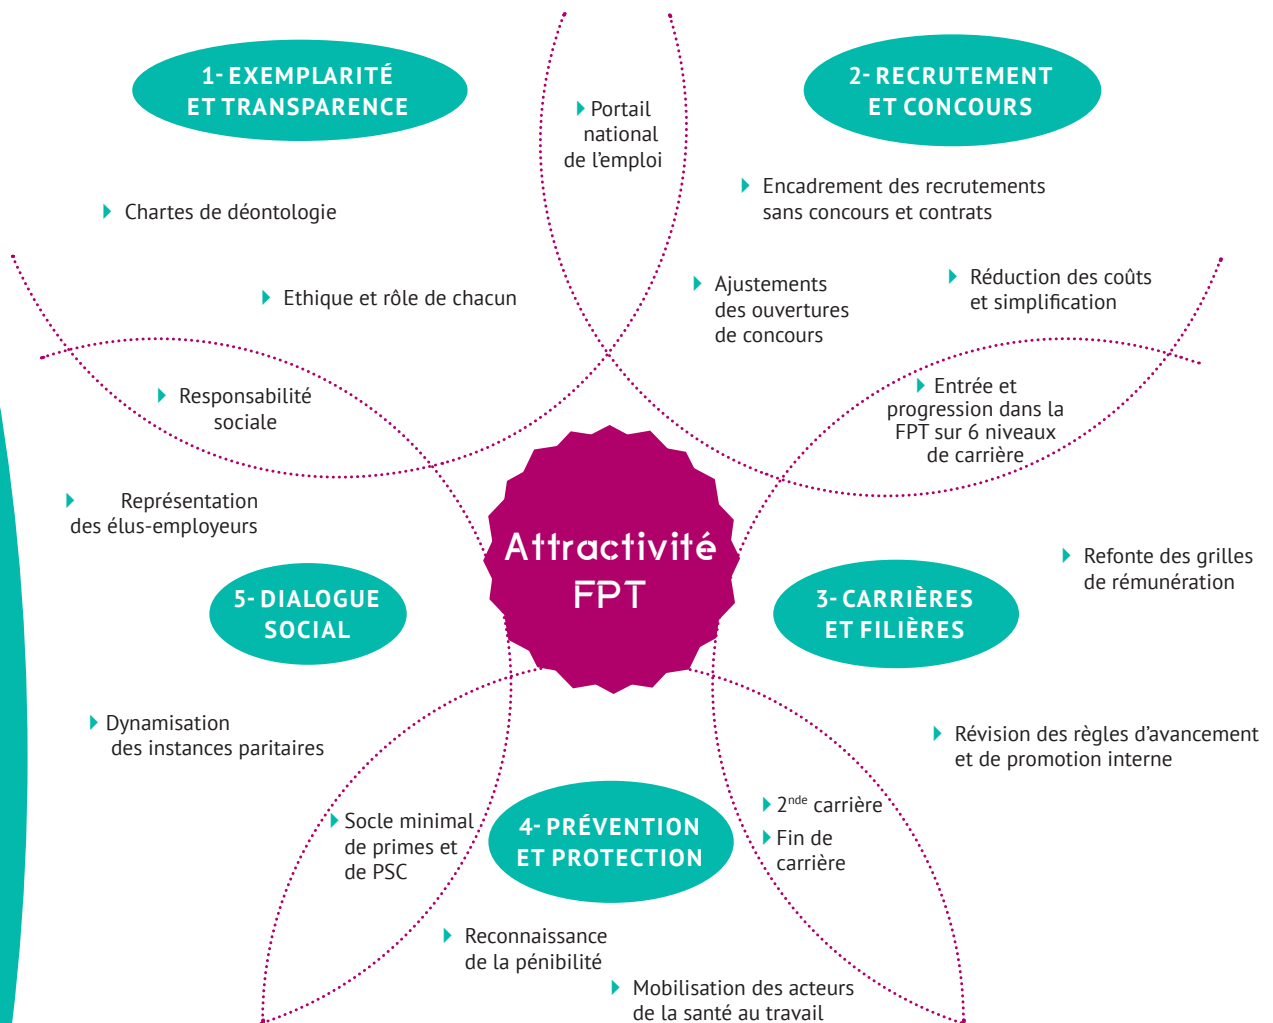 1- EXEMPLARITÉ
ET TRANSPARENCE
2- RECRUTEMENT
ET CONCOURS
Portail
national
de l’emploi
Chartes de déontologie
Encadrement des recrutements
sans concours et contrats
Ethique et rôle de chacun
Ajustements
des ouvertures
de concours
Réduction des coûts
et simplification
Responsabilité
sociale
Entrée et
progression dans la
FPT sur 6 niveaux
de carrière
Représentation
des élus-employeurs
Attractivité
FPT
Refonte des grilles
de rémunération
5- DIALOGUE
SOCIAL
3- CARRIÈRES
ET FILIÈRES
Dynamisation
des instances paritaires
Révision des règles d’avancement
et de promotion interne
Socle minimal
de primes et
de PSC
4- PRÉVENTION
ET PROTECTION
2nde carrière
Fin de
carrière
Reconnaissance
de la pénibilité
Mobilisation des acteurs
de la santé au travail